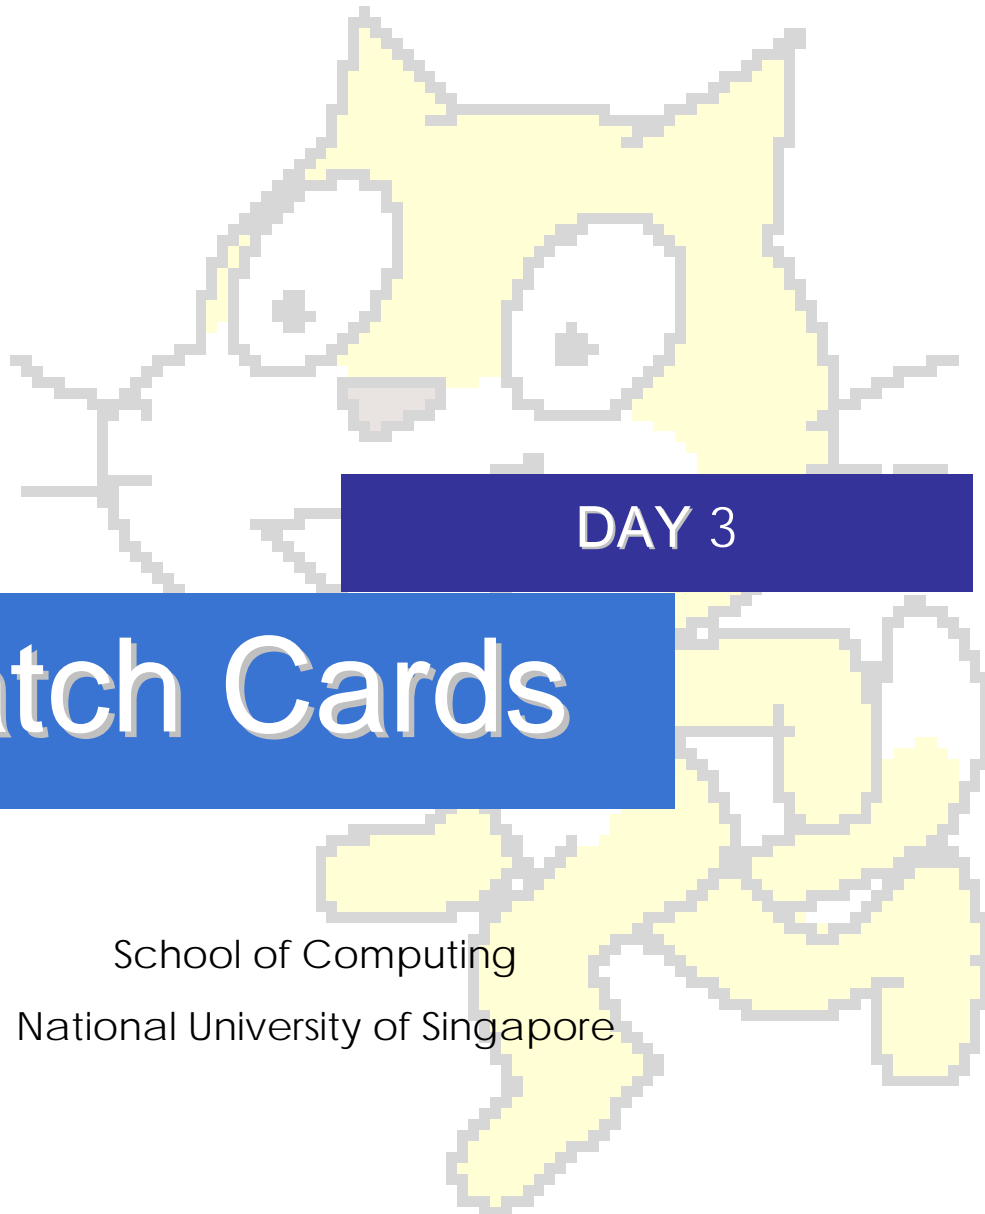 DAY 3
tch Cards
School of Computing
National University of Singapore